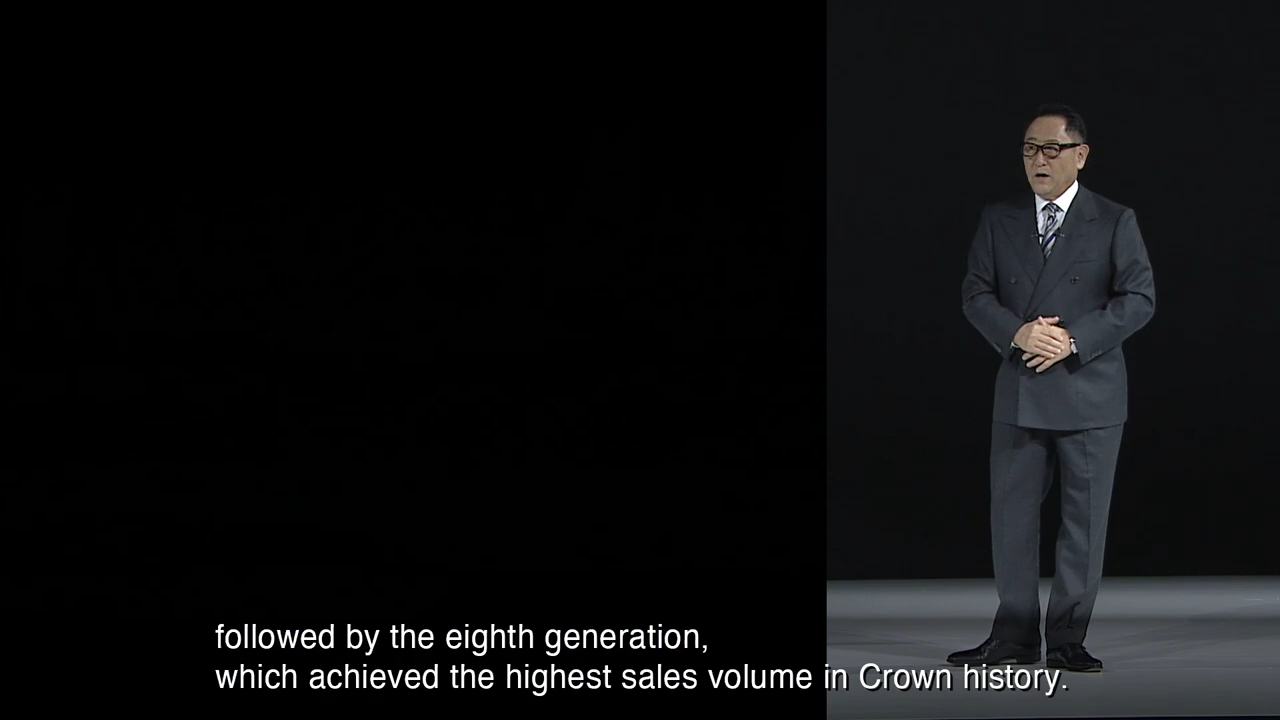 followed by the eighth generation,
which achieved the highest sales volume in Crown history.